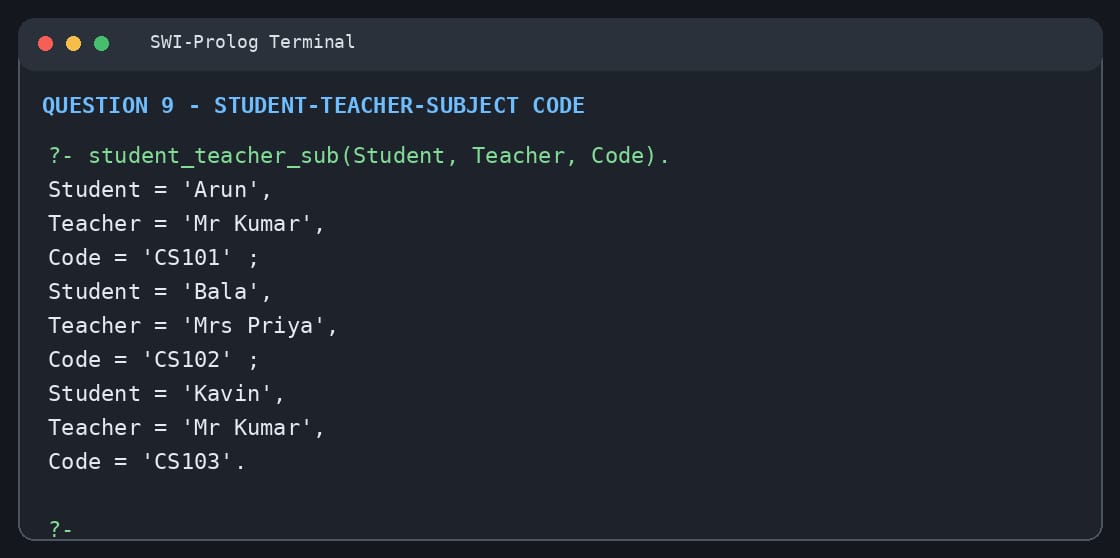 SWI-Prolog Terminal
QUESTION 9 - STUDENT-TEACHER-SUBJECT CODE
?- student_teacher_sub(Student, Teacher, Code).
Student = 'Arun',
Teacher = 'Mr Kumar',
Code = 'CS101' ;
Student = 'Bala',
Teacher = 'Mrs Priya',
Code = 'CS102' ;
Student = 'Kavin',
Teacher = 'Mr Kumar',
Code = 'CS103'.
?-